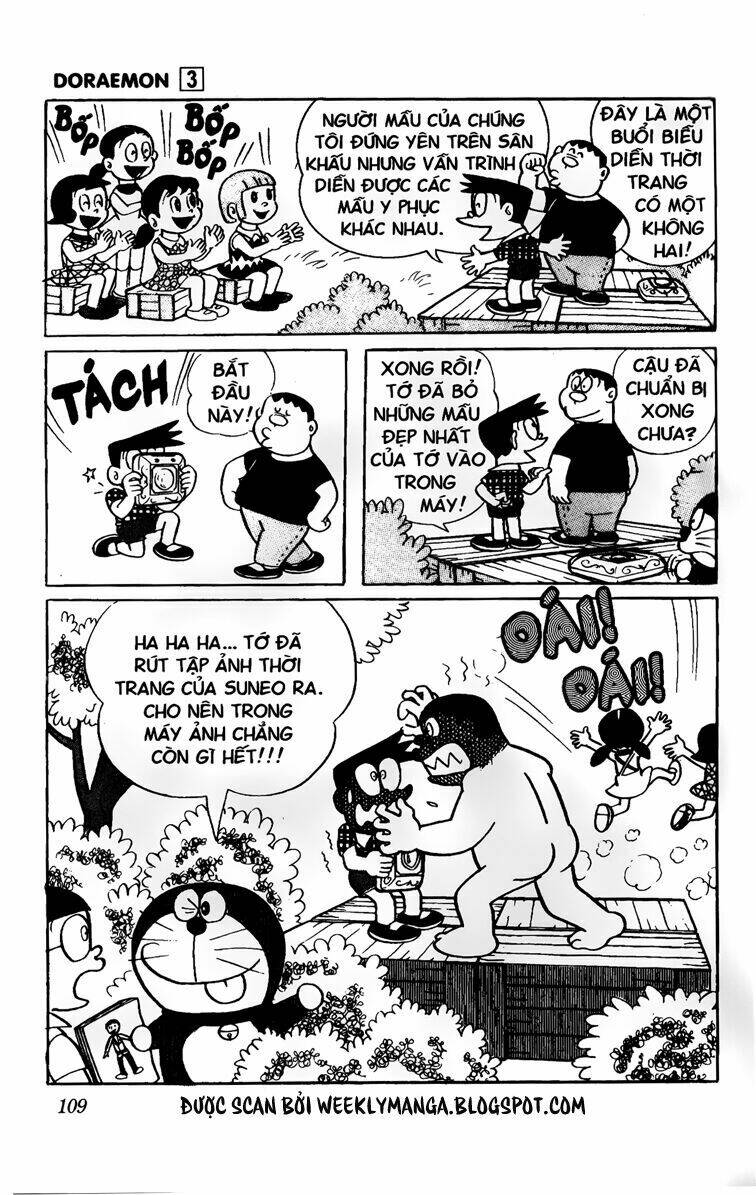 DORAEMON 3
BỐP
BỐP
BỐP
NGƯỜI MẪU CỦA CHÚNG
TÔI ĐỨNG YÊN TRÊN SÂN
KHẤU NHƯNG VẪN TRÌNH
DIỄN ĐƯỢC CÁC
MẪU Y PHỤC
KHÁC NHAU.
ĐÂY LÀ MỘT
BUỔI BIỂU
DIỄN THỜI
TRANG
CÓ MỘT
KHÔNG
HAI!
TÁCH
BẮT
ĐẦU
NÀY!
XONG RỒI!
TỚ ĐÃ BỎ
NHỮNG MẪU
ĐẸP NHẤT
CỦA TỚ VÀO
TRONG
MÁY!
CẬU ĐÃ
CHUẨN BỊ
XONG
CHƯA?
HA HA HA... TỚ ĐÃ
RÚT TẬP ẢNH THỜI
TRANG CỦA SUNEO RA.
CHO NÊN TRONG
MÁY ẢNH CHẲNG
CÒN GÌ HẾT!!!
OÁI!
OÁI!
109
ĐƯỢC SCAN BỞI WEEKLYMANGA.BLOGSPOT.COM